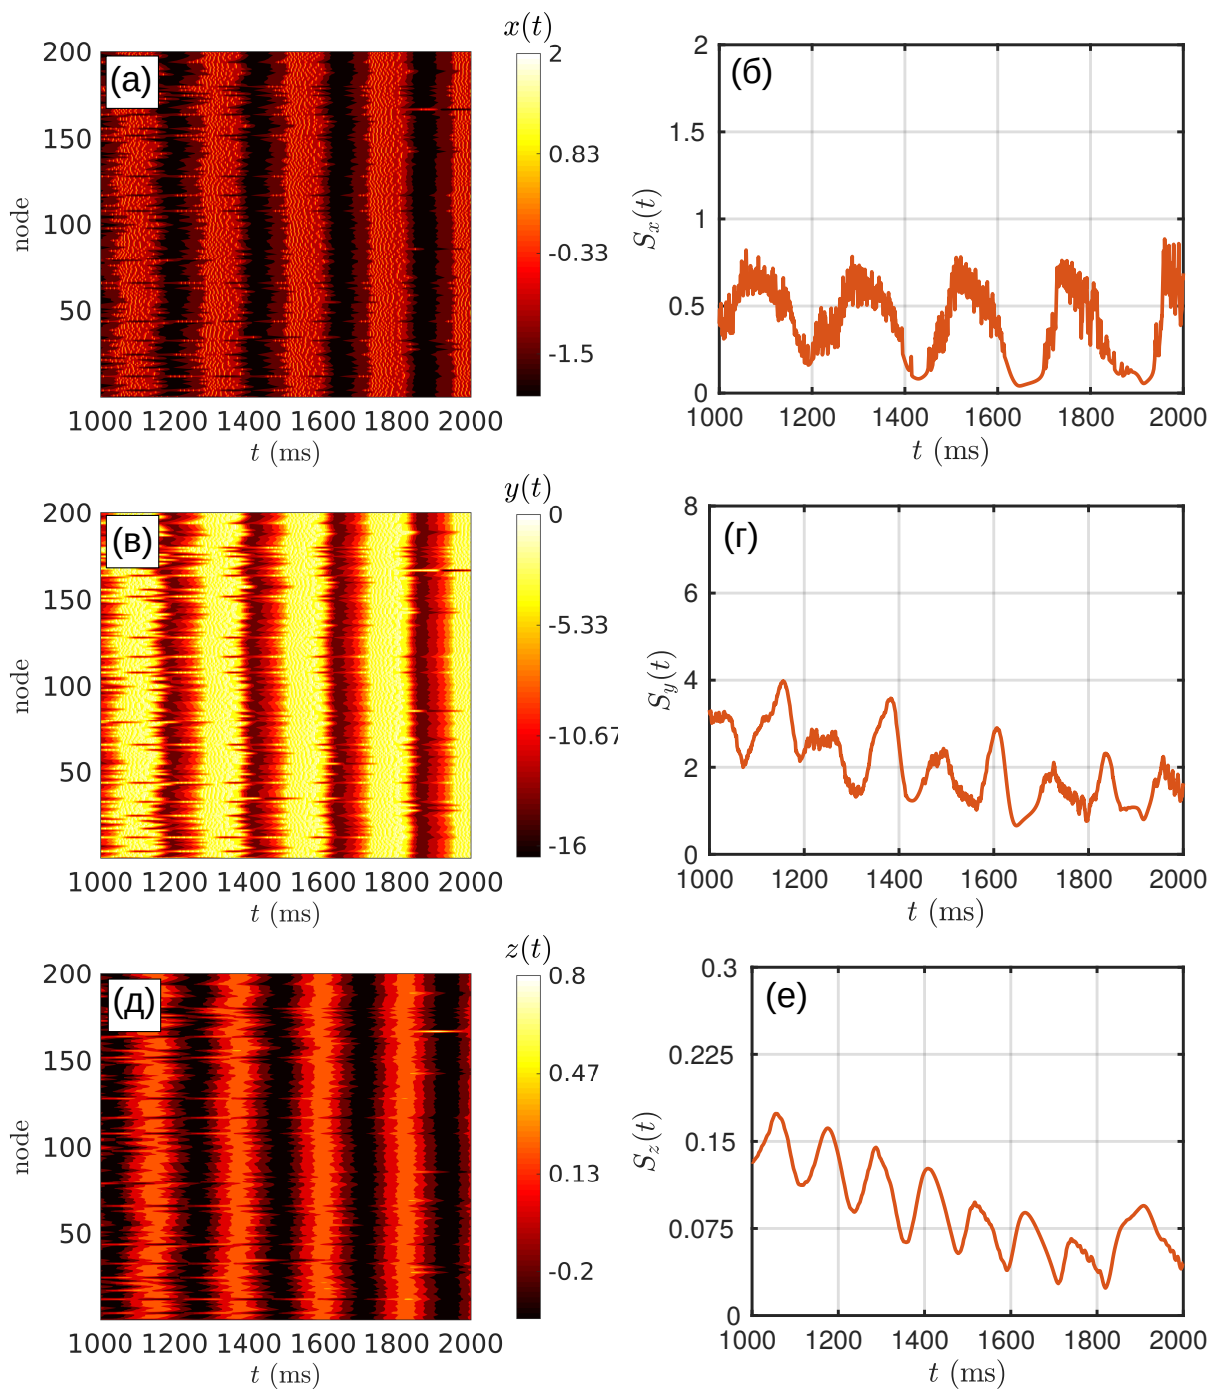 x(t)
(а)
200
150
100
50
node
1000 1200 1400 1600 1800 2000
t (ms)
2
0.83
-0.33
-1.5
(б)
2
1.5
1
0.5
0
Sx(t)
1000 1200 1400 1600 1800 2000
t (ms)
y(t)
(в)
200
150
100
50
node
1000 1200 1400 1600 1800 2000
t (ms)
0
-5.33
-10.67
-16
(г)
8
6
4
2
0
Sy(t)
1000 1200 1400 1600 1800 2000
t (ms)
z(t)
(д)
200
150
100
50
node
1000 1200 1400 1600 1800 2000
t (ms)
0.8
0.47
0.13
-0.2
(е)
0.3
0.225
0.15
0.075
0
Sz(t)
1000 1200 1400 1600 1800 2000
t (ms)